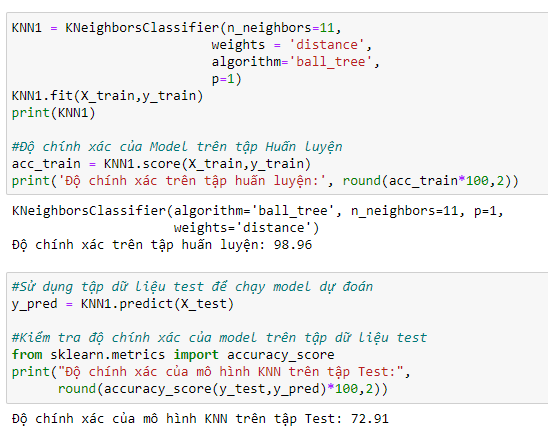 KNN1 = KNeighborsClassifier(n_neighbors=11,
weights = 'distance',
algorithm='ball_tree',
p=1)
KNN1.fit(X_train,y_train)
print(KNN1)
#Độ chính xác của Model trên tập Huấn luyện
acc_train = KNN1.score(X_train,y_train)
print('Độ chính xác trên tập huấn luyện:', round(acc_train*100,2))
KNeighborsClassifier(algorithm='ball_tree', n_neighbors=11, p=1,
weights='distance')
Độ chính xác trên tập huấn luyện: 98.96
#Sử dụng tập dữ liệu test để chạy model dự đoán
y_pred = KNN1.predict(X_test)
#Kiểm tra độ chính xác của model trên tập dữ liệu test
from sklearn.metrics import accuracy_score
print("Độ chính xác của mô hình KNN trên tập Test:",
round(accuracy_score(y_test,y_pred)*100,2))
Độ chính xác của mô hình KNN trên tập Test: 72.91